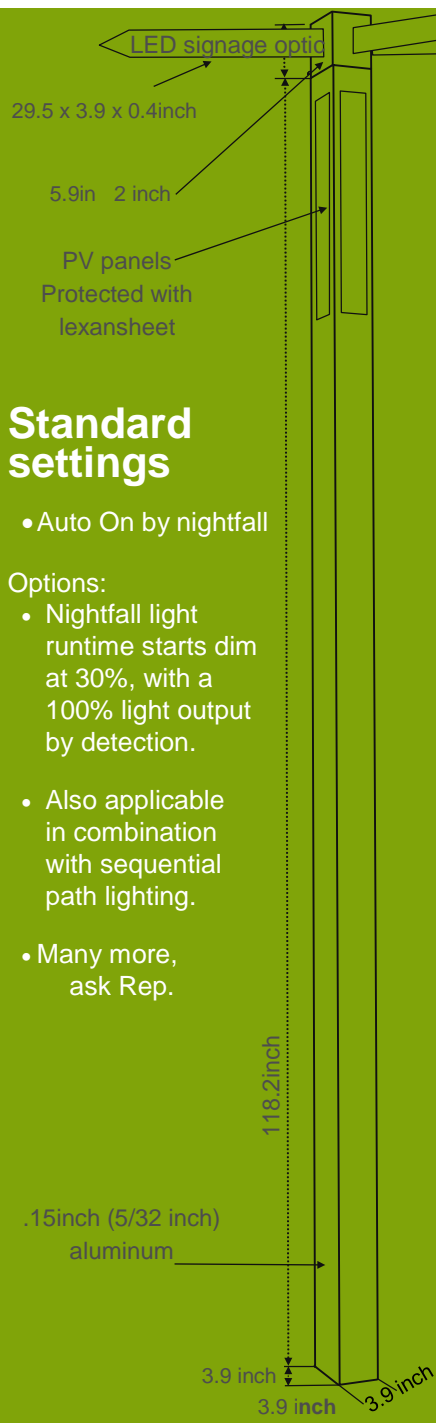 LED signage optio
29.5 x 3.9 x 0.4inch
5.9in 2 inch
PV panels
Protected with
lexansheet
Standard
settings
• Auto On by nightfall
Options:
• Nightfall light
runtime starts dim
at 30%, with a
100% light output
by detection.
• Also applicable
in combination
with sequential
path lighting.
• Many more,
ask Rep.
118.2inch
.15inch (5/32 inch)
aluminum
3.9 inch
3.9 inch
3.9 inch